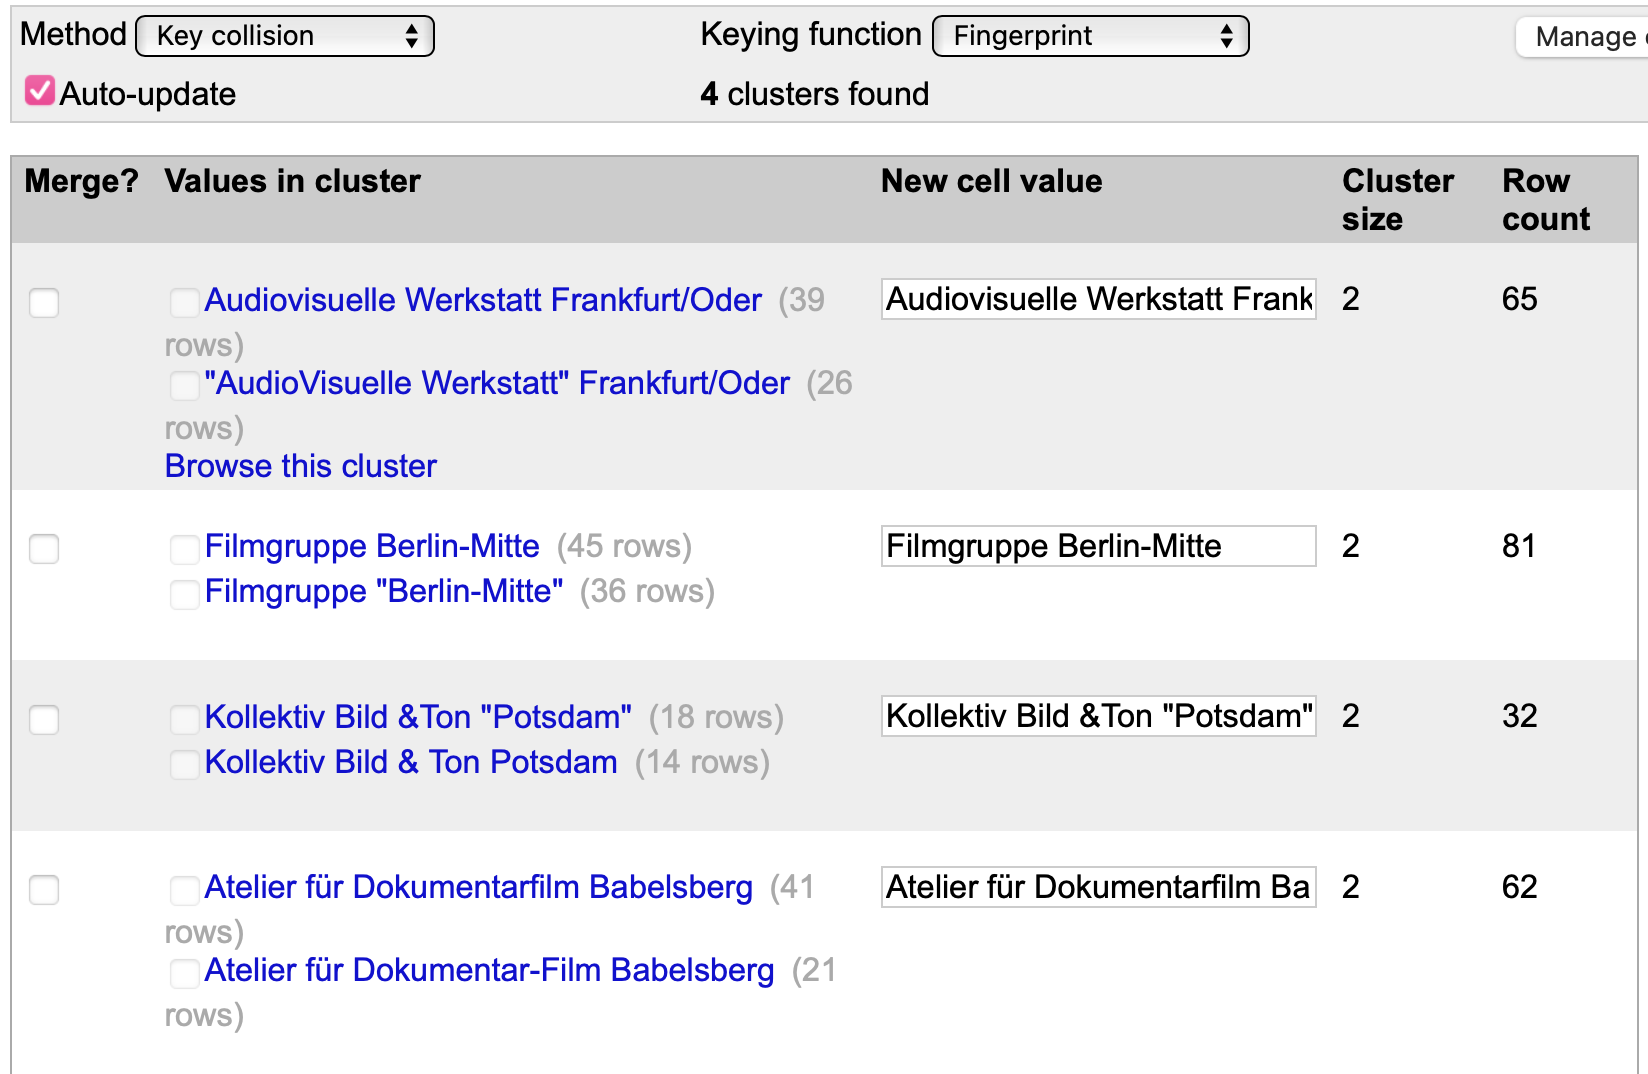 Method Key collision Keying function Fingerprint Manage
Auto-update 4 clusters found
Merge? Values in cluster New cell value Cluster size Row count
Audiovisuelle Werkstatt Frankfurt/Oder (39 rows) Audiovisuelle Werkstatt Frank 2 65
"AudioVisuelle Werkstatt" Frankfurt/Oder (26 rows)
Browse this cluster
Filmgruppe Berlin-Mitte (45 rows) Filmgruppe Berlin-Mitte 2 81
Filmgruppe "Berlin-Mitte" (36 rows)
Kollektiv Bild &Ton "Potsdam" (18 rows) Kollektiv Bild &Ton "Potsdam" 2 32
Kollektiv Bild & Ton Potsdam (14 rows)
Atelier für Dokumentarfilm Babelsberg (41 rows) Atelier für Dokumentarfilm Ba 2 62
Atelier für Dokumentar-Film Babelsberg (21 rows)